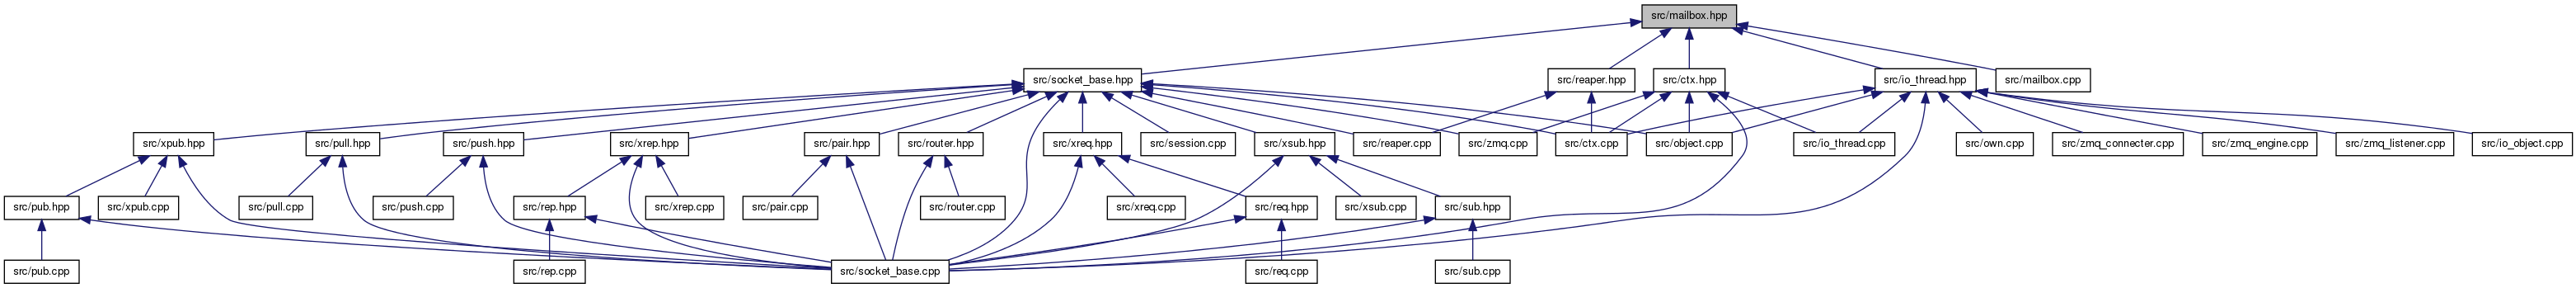 src/mailbox.hpp
src/socket_base.hpp
src/reaper.hpp
src/ctx.hpp
src/io_thread.hpp
src/mailbox.cpp
src/xpub.hpp
src/pull.hpp
src/push.hpp
src/xrep.hpp
src/pair.hpp
src/router.hpp
src/xreq.hpp
src/session.cpp
src/xsub.hpp
src/reaper.cpp
src/zmq.cpp
src/ctx.cpp
src/object.cpp
src/io_thread.cpp
src/own.cpp
src/zmq_connecter.cpp
src/zmq_engine.cpp
src/zmq_listener.cpp
src/io_object.cpp
src/pub.hpp
src/xpub.cpp
src/pull.cpp
src/push.cpp
src/rep.hpp
src/xrep.cpp
src/pair.cpp
src/router.cpp
src/xreq.cpp
src/req.hpp
src/xsub.cpp
src/sub.hpp
src/pub.cpp
src/rep.cpp
src/socket_base.cpp
src/req.cpp
src/sub.cpp